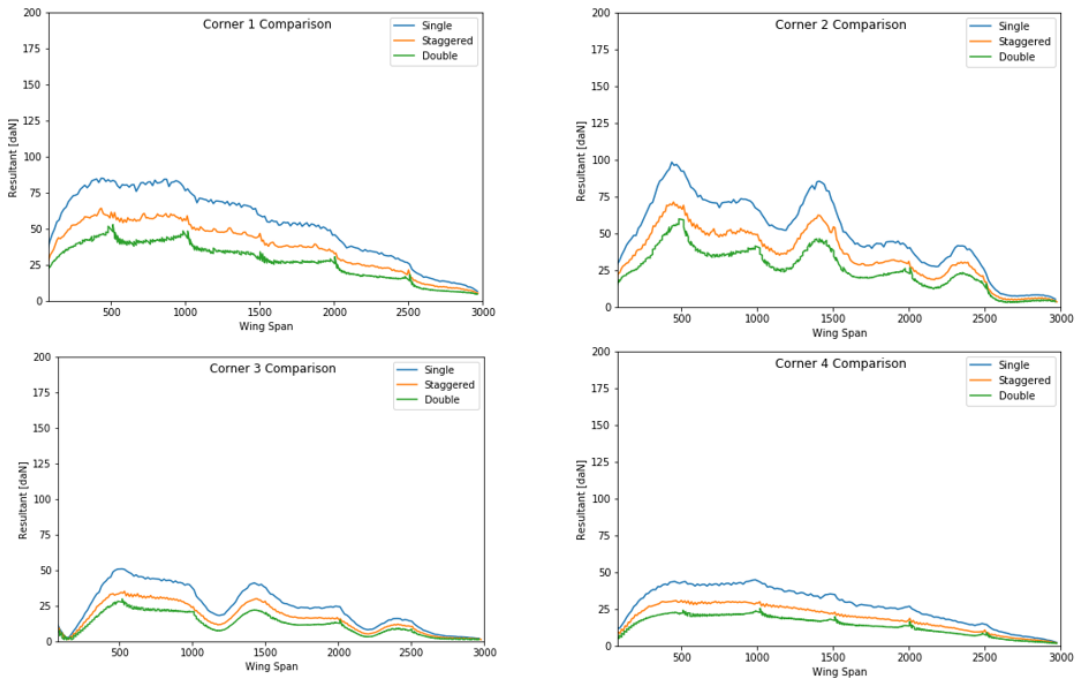 Corner 1 Comparison
Single
Staggered
Double
200
175
150
125
100
75
50
25
0
Resultant [daN]
500
1000
1500
2000
2500
3000
Wing Span
Corner 2 Comparison
Single
Staggered
Double
200
175
150
125
100
75
50
25
0
Resultant [daN]
500
1000
1500
2000
2500
3000
Wing Span
Corner 3 Comparison
Single
Staggered
Double
200
175
150
125
100
75
50
25
0
Resultant [daN]
500
1000
1500
2000
2500
3000
Wing Span
Corner 4 Comparison
Single
Staggered
Double
200
175
150
125
100
75
50
25
0
Resultant [daN]
500
1000
1500
2000
2500
3000
Wing Span